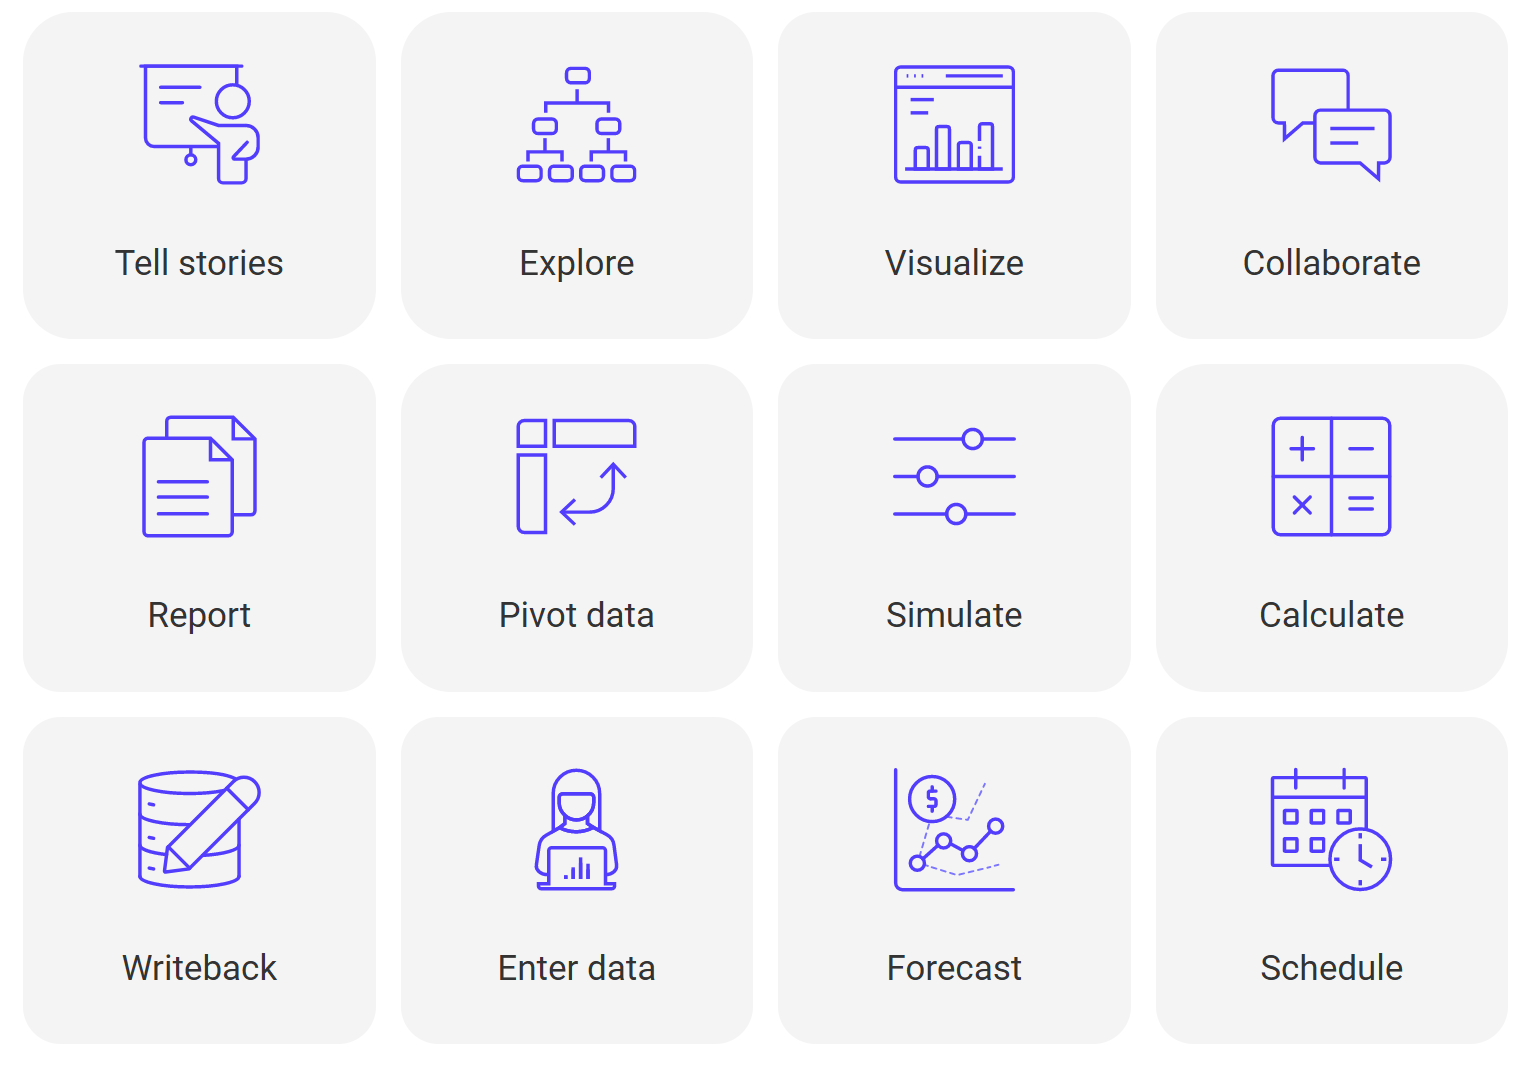 Tell stories
Explore
Visualize
Collaborate
Report
Pivot data
Simulate
Calculate
Writeback
Enter data
Forecast
Schedule